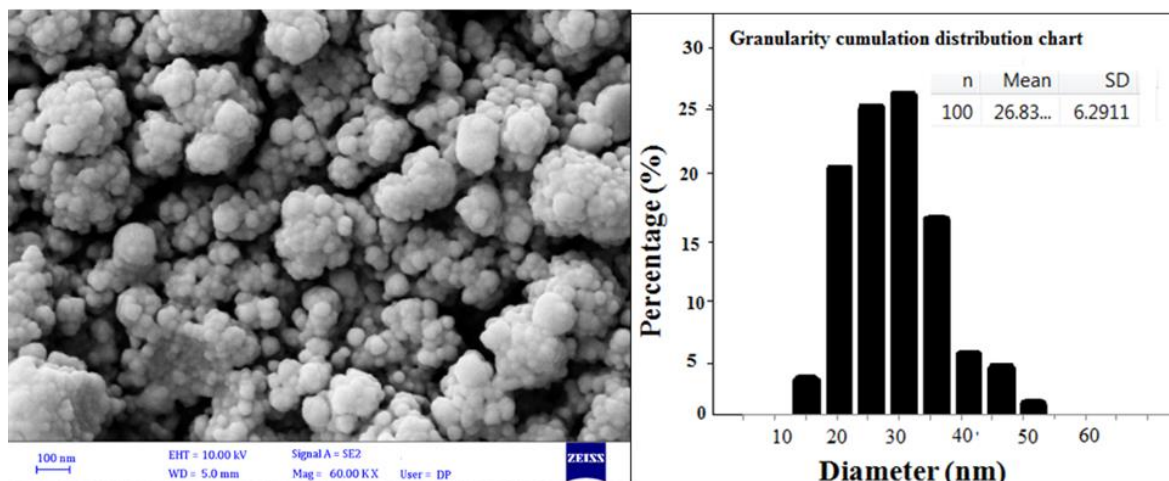 100 nm
EHT = 10.00 kV Signal A = SE2
WD = 5.0 mm Mag = 60.00 K X User = DP
ZEISS
Granularity cumulation distribution chart
n Mean SD
100 26.83... 6.2911
Percentage (%)
30
25
20
15
10
5
0
10 20 30 40' 50 60
Diameter (nm)